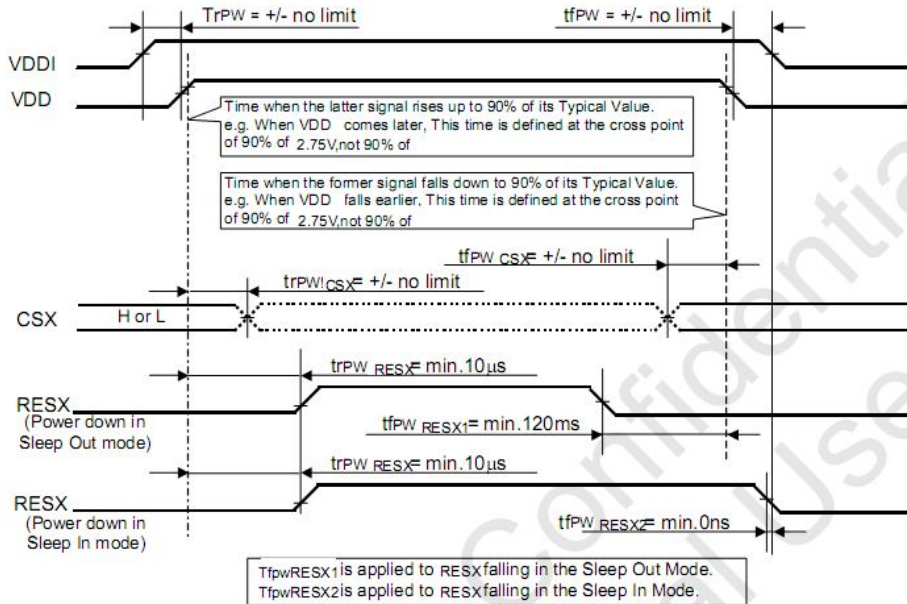 TrPW = +/- no limit
tfPW = +/- no limit
VDDI
VDD
Time when the latter signal rises up to 90% of its Typical Value.
e.g. When VDD comes later, This time is defined at the cross point
of 90% of 2.75V,not 90% of
Time when the former signal falls down to 90% of its Typical Value.
e.g. When VDD falls earlier, This time is defined at the cross point
of 90% of 2.75V,not 90% of
tfPW CSX= +/- no limit
trPW!CSX= +/- no limit
CSX
H or L
trPW RESX= min.10μs
RESX
(Power down in
Sleep Out mode)
tfPW RESX1= min.120ms
trPW RESX= min.10μs
RESX
(Power down in
Sleep In mode)
tfPW RESX2= min.0ns
TfpwRESX1 is applied to RESX falling in the Sleep Out Mode.
TfpwRESX2 is applied to RESX falling in the Sleep In Mode.
Confidential
Use